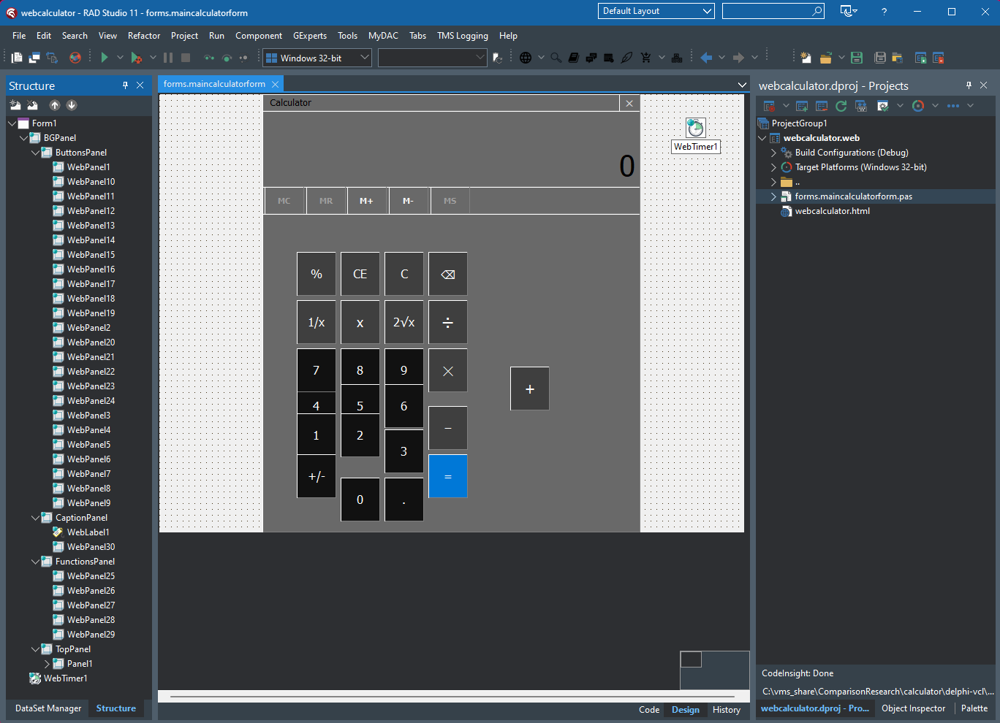 webcalculator - RAD Studio 11 - forms.maincalculatorform
Default Layout
?
File Edit Search View Refactor Project Run Component GExperts Tools MyDAC Tabs TMS Logging Help
Windows 32-bit
Structure
Form1
BGPanel
ButtonsPanel
WebPanel1
WebPanel10
WebPanel11
WebPanel12
WebPanel13
WebPanel14
WebPanel15
WebPanel16
WebPanel17
WebPanel18
WebPanel19
WebPanel2
WebPanel20
WebPanel21
WebPanel22
WebPanel23
WebPanel24
WebPanel3
WebPanel4
WebPanel5
WebPanel6
WebPanel7
WebPanel8
WebPanel9
CaptionPanel
WebLabel1
WebPanel30
FunctionsPanel
WebPanel25
WebPanel26
WebPanel27
WebPanel28
WebPanel29
TopPanel
Panel1
WebTimer1
DataSet Manager Structure
forms.maincalculatorform
Calculator
0
MC MR M+ M- MS
% CE C ⌫
1/x x 2√x ÷
7 8 9 ×
+
4 5 6
−
1 2
3
+/- =
0 .
WebTimer1
Code Design History
webcalculator.dproj - Projects
ProjectGroup1
webcalculator.web
Build Configurations (Debug)
Target Platforms (Windows 32-bit)
..
forms.maincalculatorform.pas
webcalculator.html
CodeInsight: Done
C:\vms_share\ComparisonResearch\calculator\delphi-vcl\...
webcalculator.dproj - Pro... Object Inspector Palette